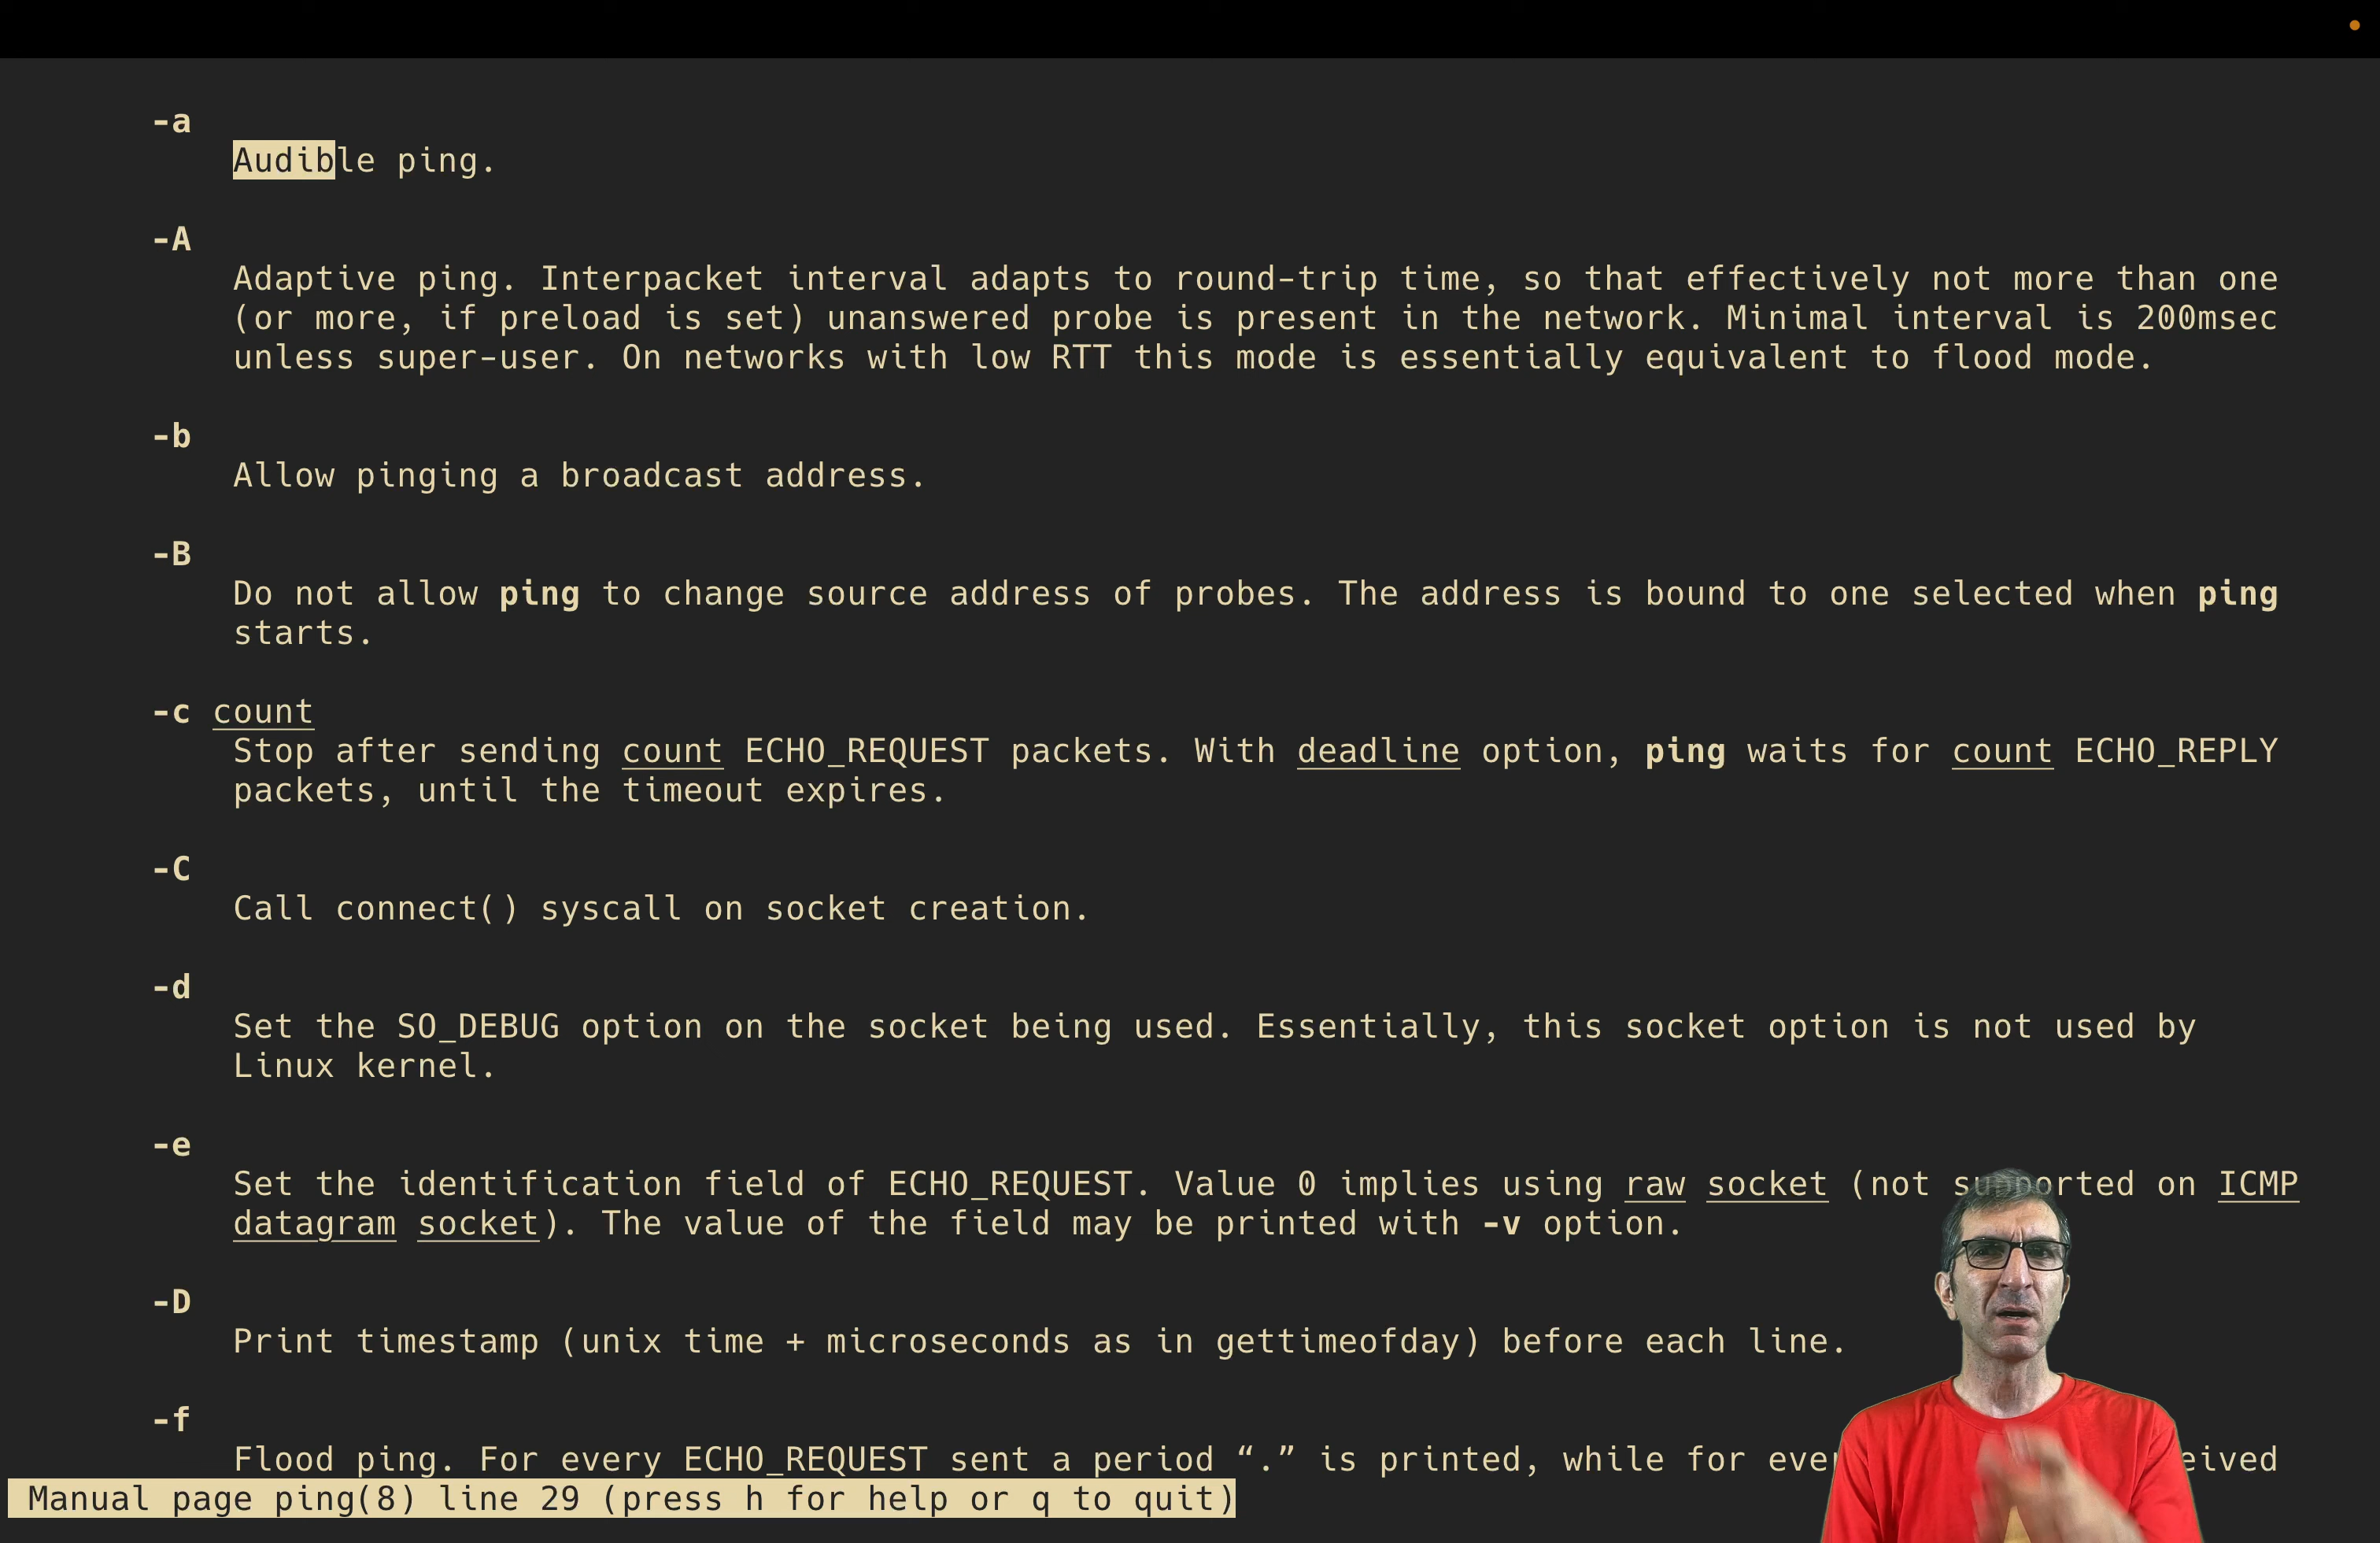 -a
Audible ping.
-A
Adaptive ping. Interpacket interval adapts to round-trip time, so that effectively not more than one
(or more, if preload is set) unanswered probe is present in the network. Minimal interval is 200msec
unless super-user. On networks with low RTT this mode is essentially equivalent to flood mode.
-b
Allow pinging a broadcast address.
-B
Do not allow ping to change source address of probes. The address is bound to one selected when ping
starts.
-c count
Stop after sending count ECHO_REQUEST packets. With deadline option, ping waits for count ECHO_REPLY
packets, until the timeout expires.
-C
Call connect() syscall on socket creation.
-d
Set the SO_DEBUG option on the socket being used. Essentially, this socket option is not used by
Linux kernel.
-e
Set the identification field of ECHO_REQUEST. Value 0 implies using raw socket (not supported on ICMP
datagram socket). The value of the field may be printed with -v option.
-D
Print timestamp (unix time + microseconds as in gettimeofday) before each line.
-f
Flood ping. For every ECHO_REQUEST sent a period “.” is printed, while for
Manual page ping(8) line 29 (press h for help or q to quit)